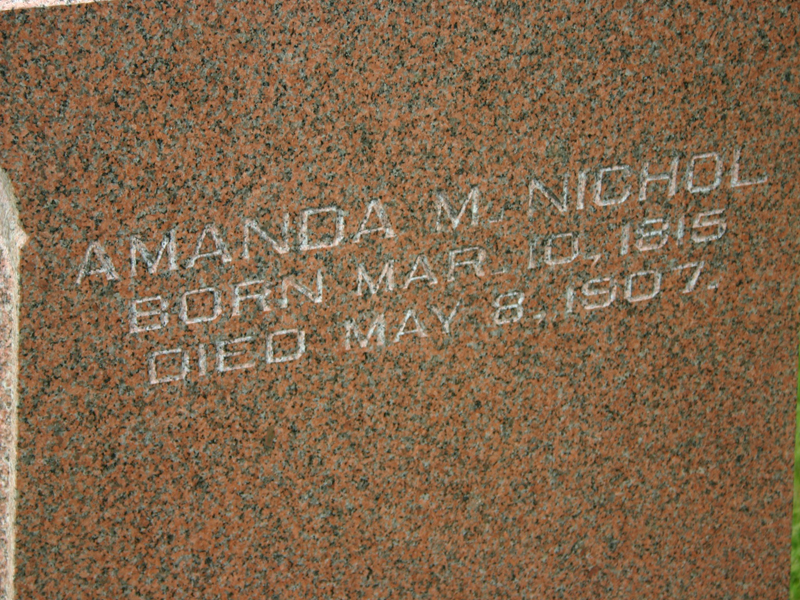 AMANDA M. NICHOL
BORN MAR. 10, 1815
DIED MAY 8, 1907.